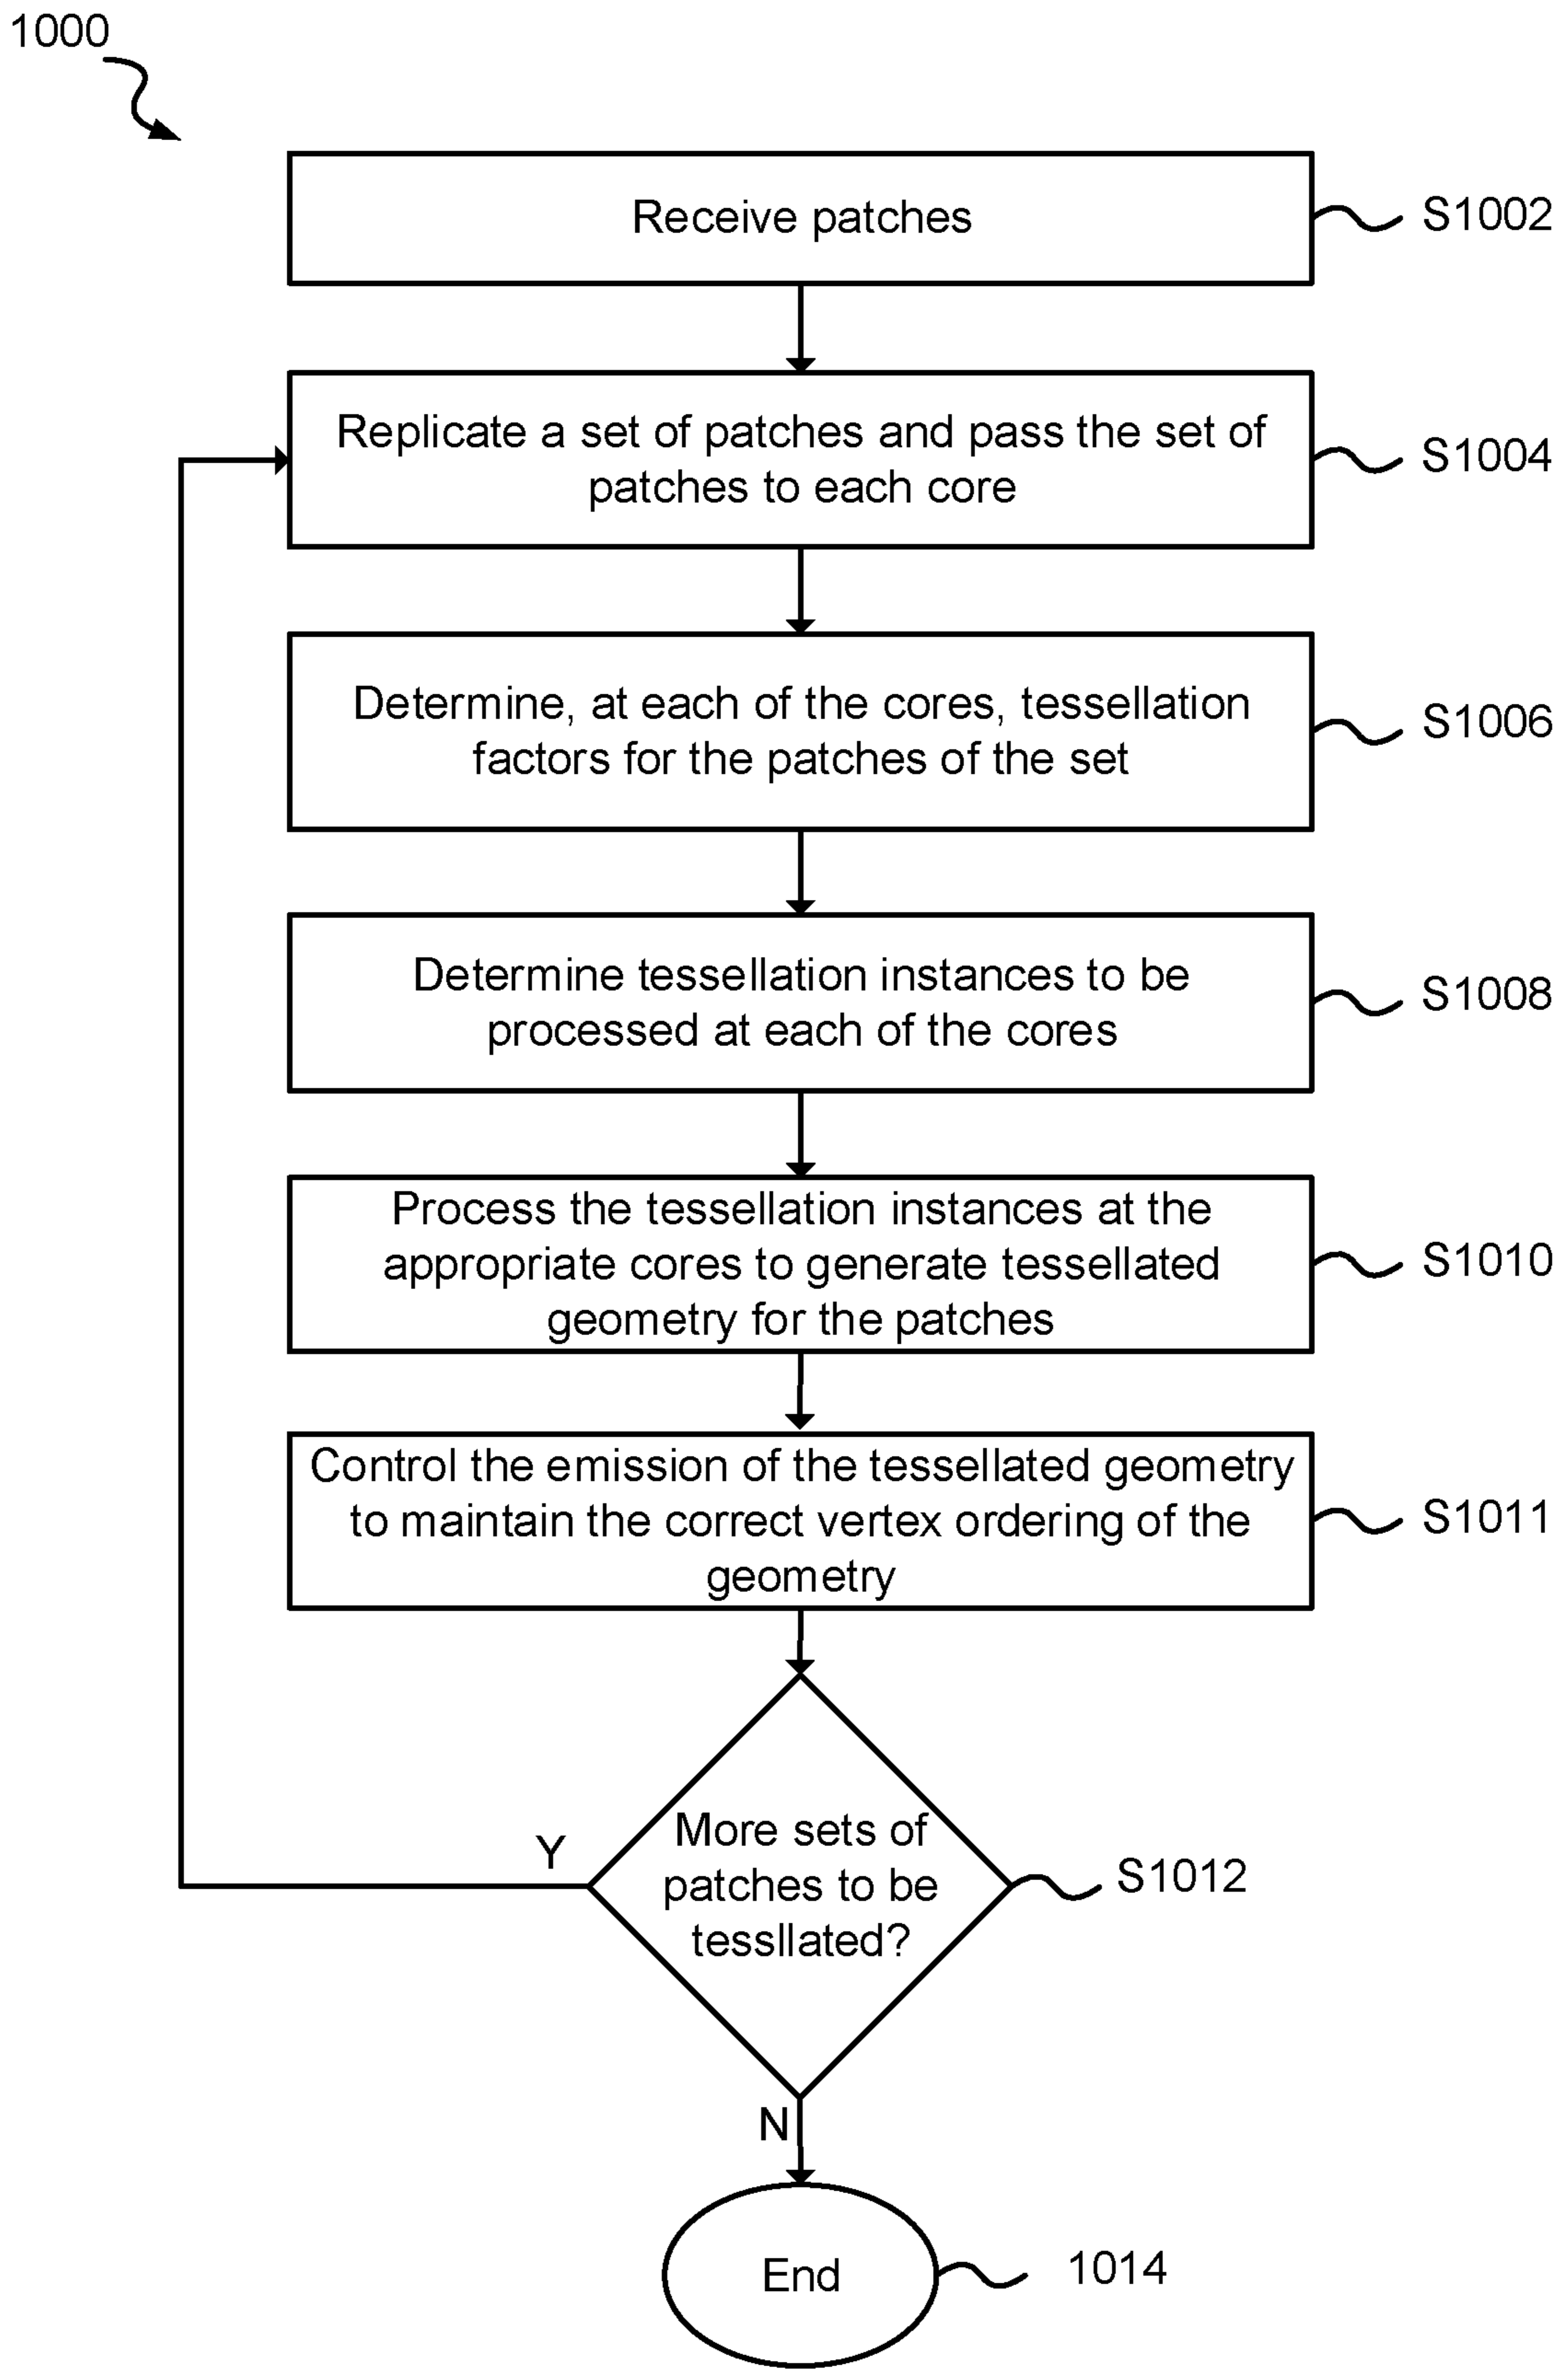 1000
Receive patches
S1002
Replicate a set of patches and pass the set of
patches to each core
S1004
Determine, at each of the cores, tessellation
factors for the patches of the set
S1006
Determine tessellation instances to be
processed at each of the cores
S1008
Process the tessellation instances at the
appropriate cores to generate tessellated
geometry for the patches
S1010
Control the emission of the tessellated geometry
to maintain the correct vertex ordering of the
geometry
S1011
More sets of
patches to be
tessllated?
Y
S1012
N
End
1014